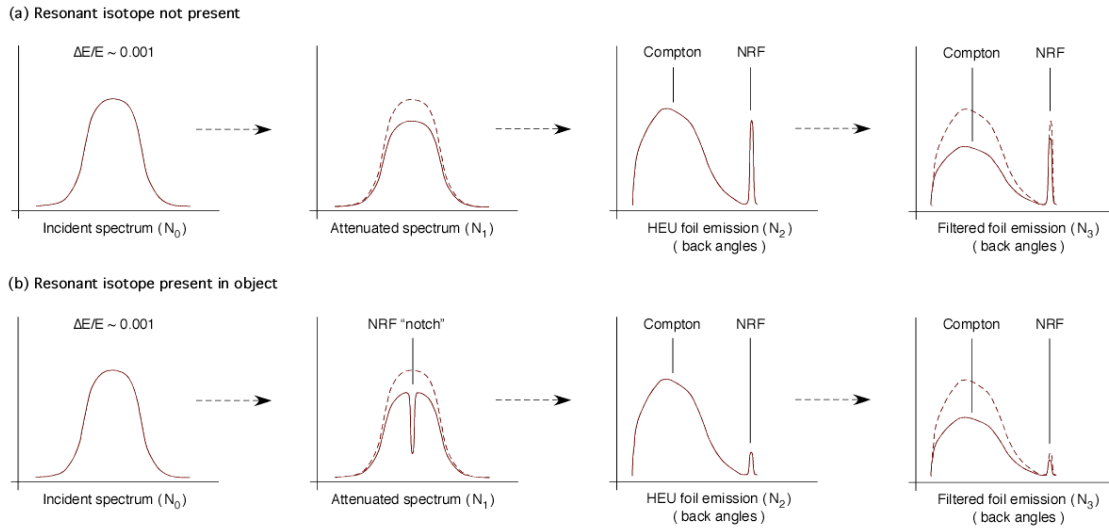 (a) Resonant isotope not present
ΔE/E ~ 0.001
Compton
NRF
Compton
NRF
Incident spectrum (N₀)
Attenuated spectrum (N₁)
HEU foil emission (N₂)
( back angles )
Filtered foil emission (N₃)
(back angles )
(b) Resonant isotope present in object
ΔE/E ~ 0.001
NRF “notch”
Compton
NRF
Compton
NRF
Incident spectrum (N₀)
Attenuated spectrum (N₁)
HEU foil emission (N₂)
( back angles )
Filtered foil emission (N₃)
(back angles )